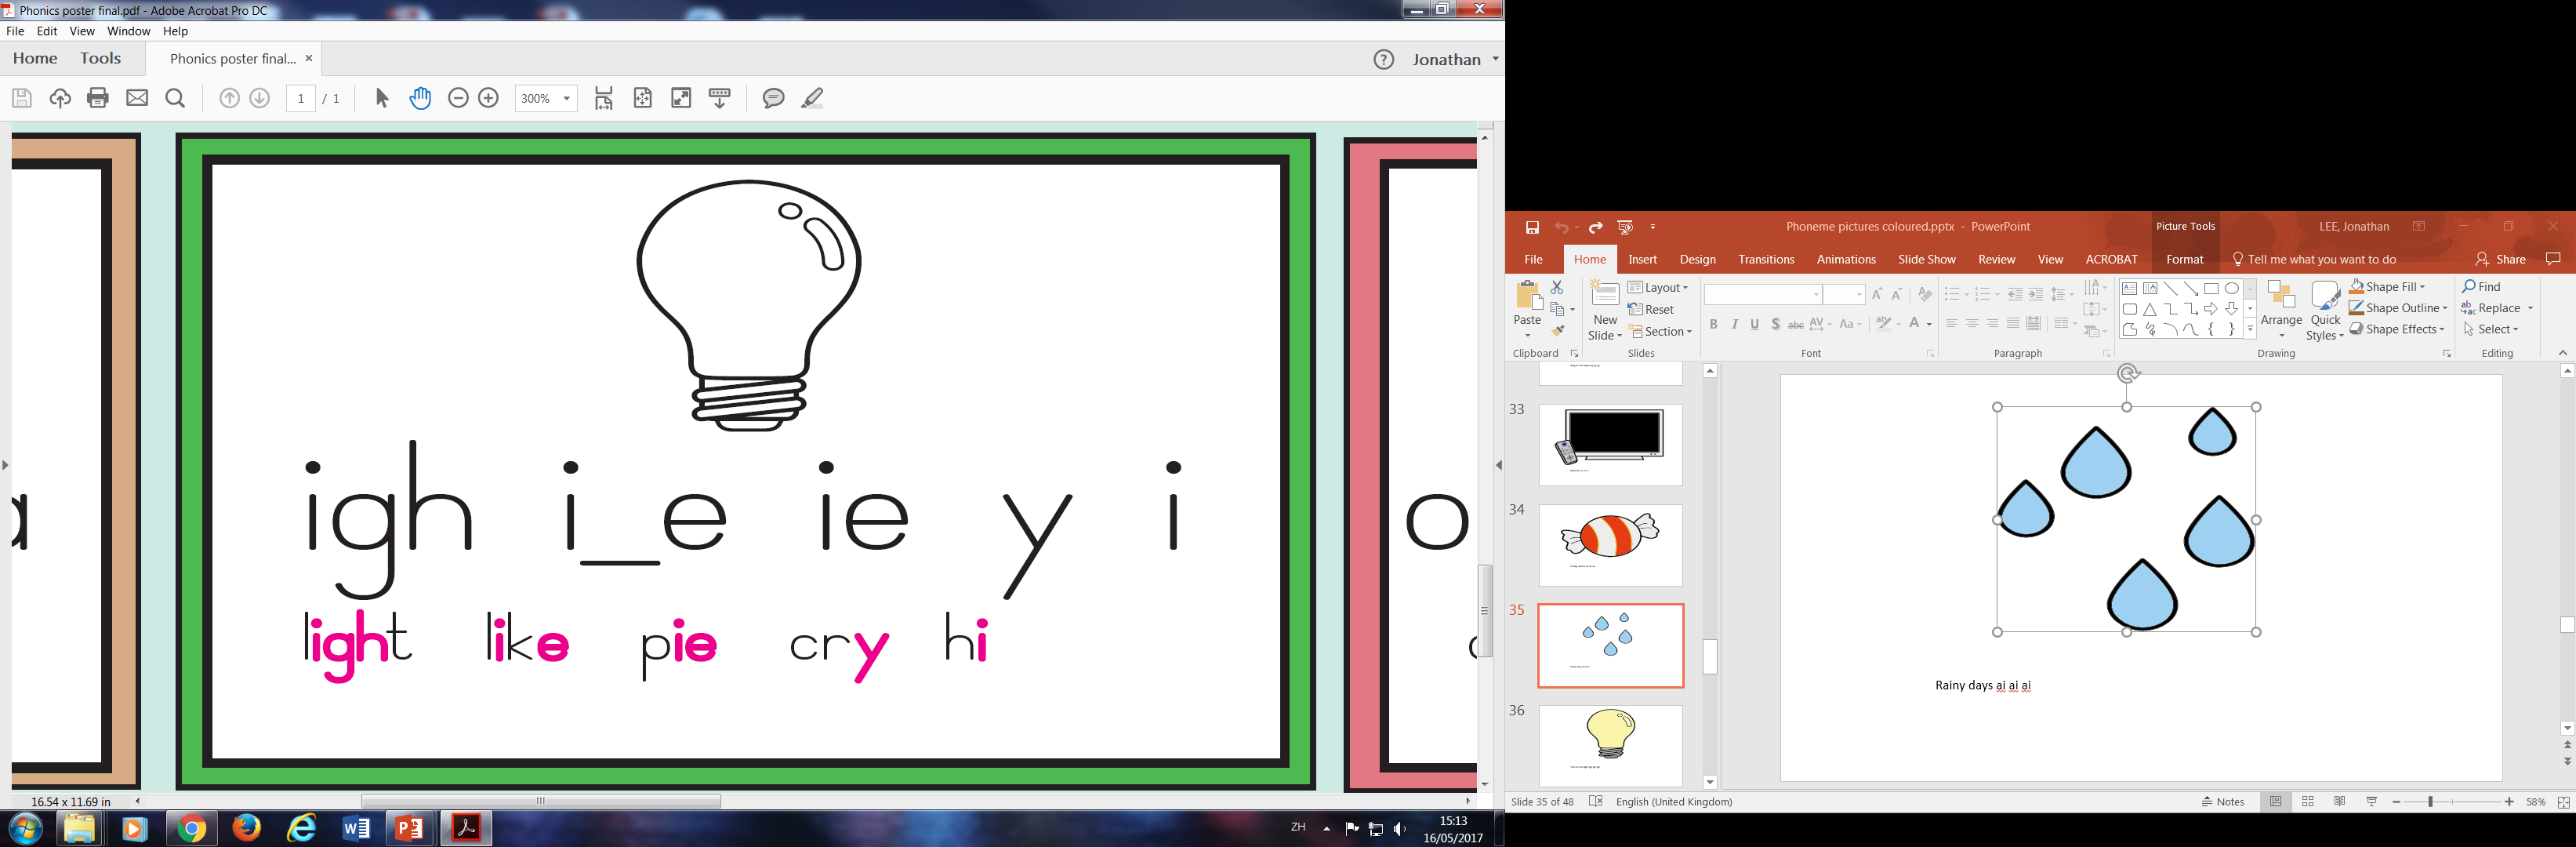 Phonics poster final.pdf - Adobe Acrobat Pro DC
File Edit View Window Help
Home Tools Phonics poster final... × Jonathan
1 / 1 300%
a
igh i_e ie y i
light like pie cry hi
o
16.54 x 11.69 in
ZH 15:13
16/05/2017
Phoneme pictures coloured.pptx - PowerPoint Picture Tools LEE, Jonathan
File Home Insert Design Transitions Animations Slide Show Review View ACROBAT Format Tell me what you want to do Share
Paste New Slide Layout Reset Section
B I U S abc AV Aa A
Arrange Quick Styles Shape Fill Shape Outline Shape Effects
Find Replace Select
Clipboard Slides Font Paragraph Drawing Editing
33
34
35
36
Rainy days ai ai ai
Slide 35 of 48 English (United Kingdom) Notes 58%